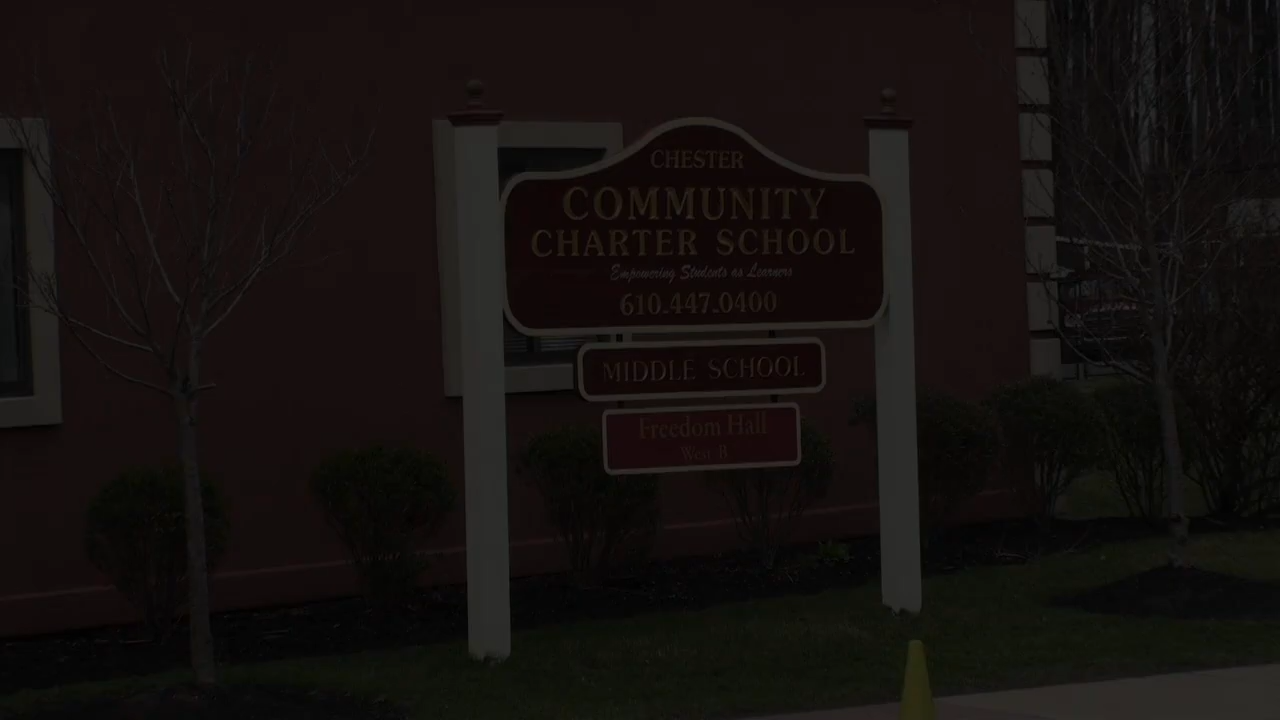 CHESTER
COMMUNITY
CHARTER SCHOOL
Empowering Students as Learners
610.447.0400
MIDDLE SCHOOL
Freedom Hall
West B